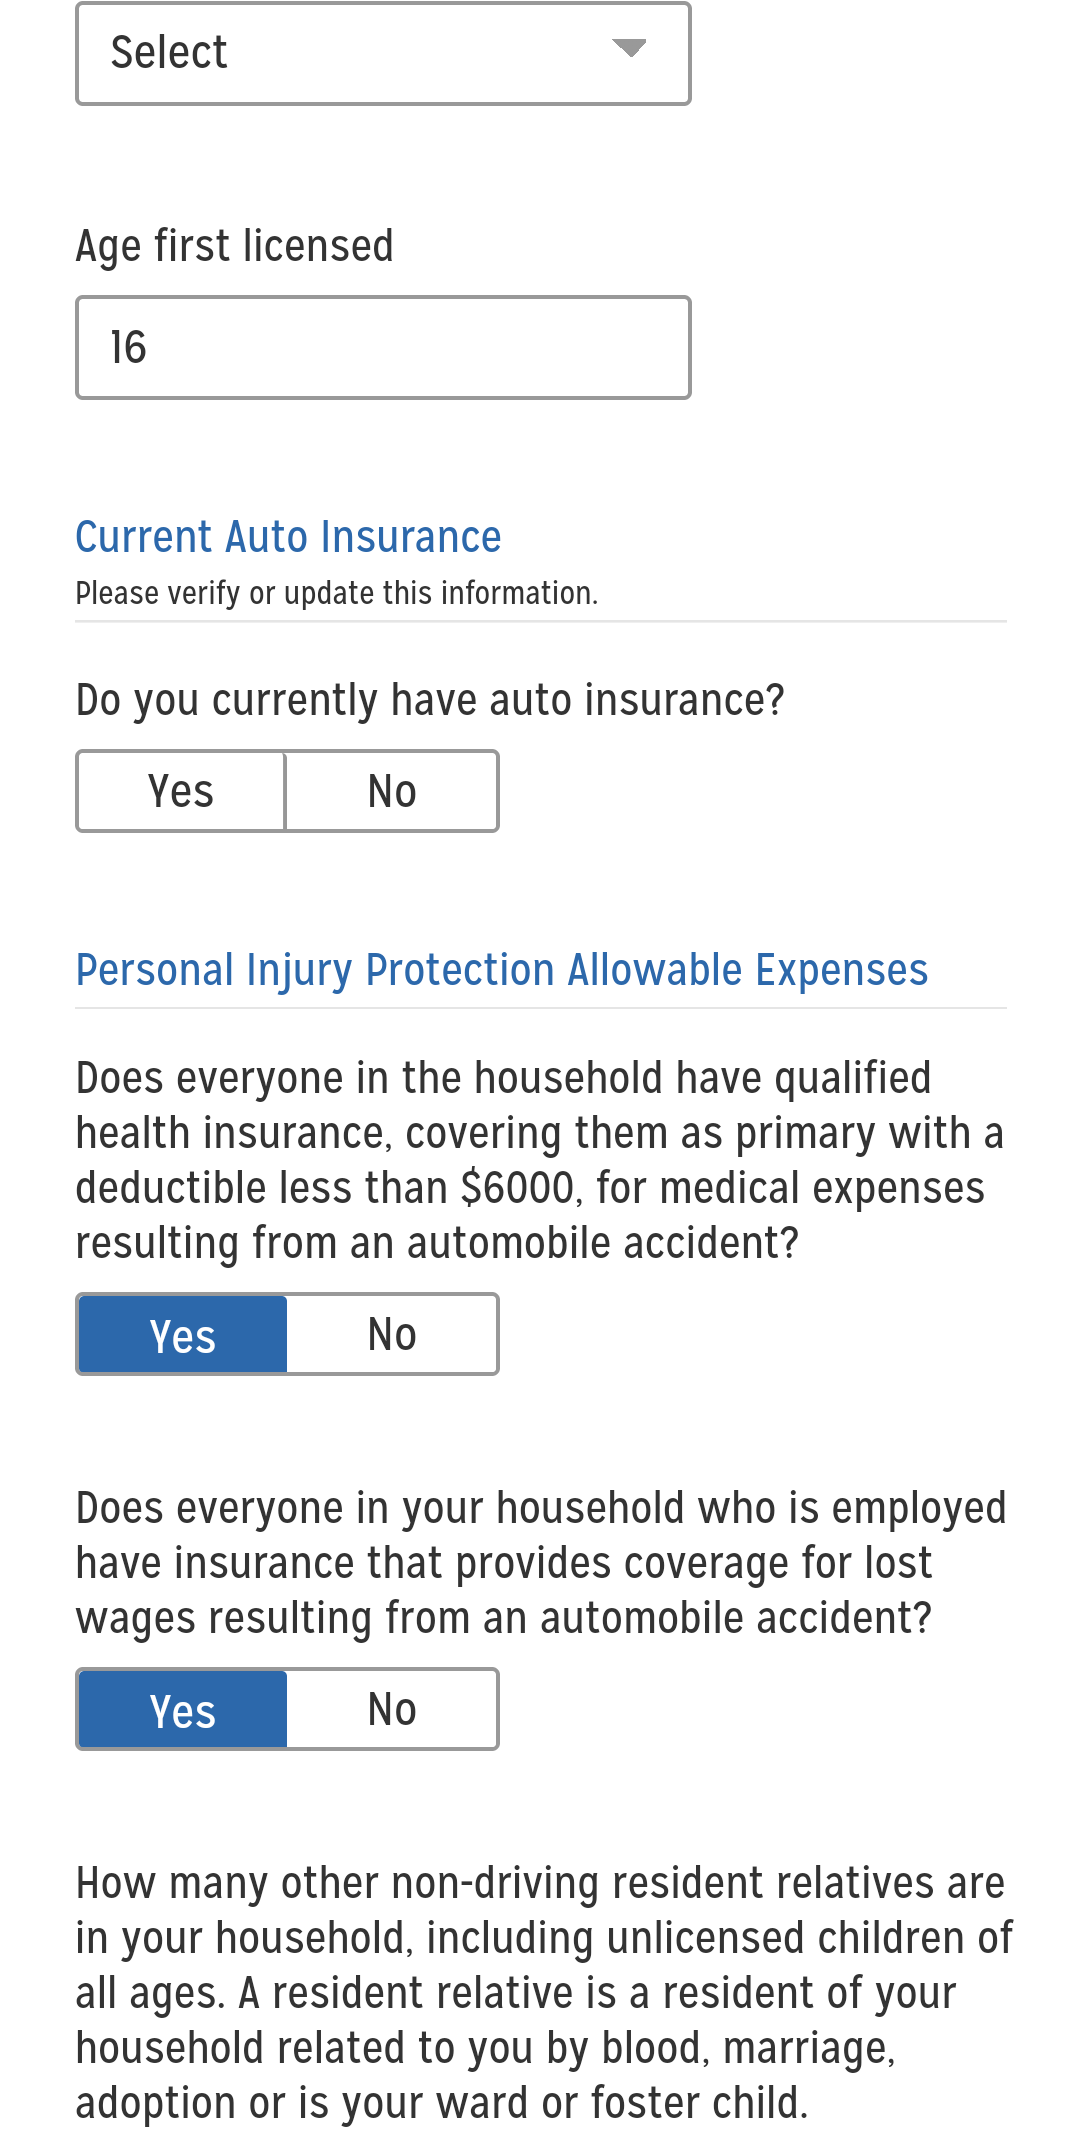 Select
Age first licensed
16
Current Auto Insurance
Please verify or update this information.
Do you currently have auto insurance?
Yes No
Personal Injury Protection Allowable Expenses
Does everyone in the household have qualified
health insurance, covering them as primary with a
deductible less than $6000, for medical expenses
resulting from an automobile accident?
Yes No
Does everyone in your household who is employed
have insurance that provides coverage for lost
wages resulting from an automobile accident?
Yes No
How many other non-driving resident relatives are
in your household, including unlicensed children of
all ages. A resident relative is a resident of your
household related to you by blood, marriage,
adoption or is your ward or foster child.